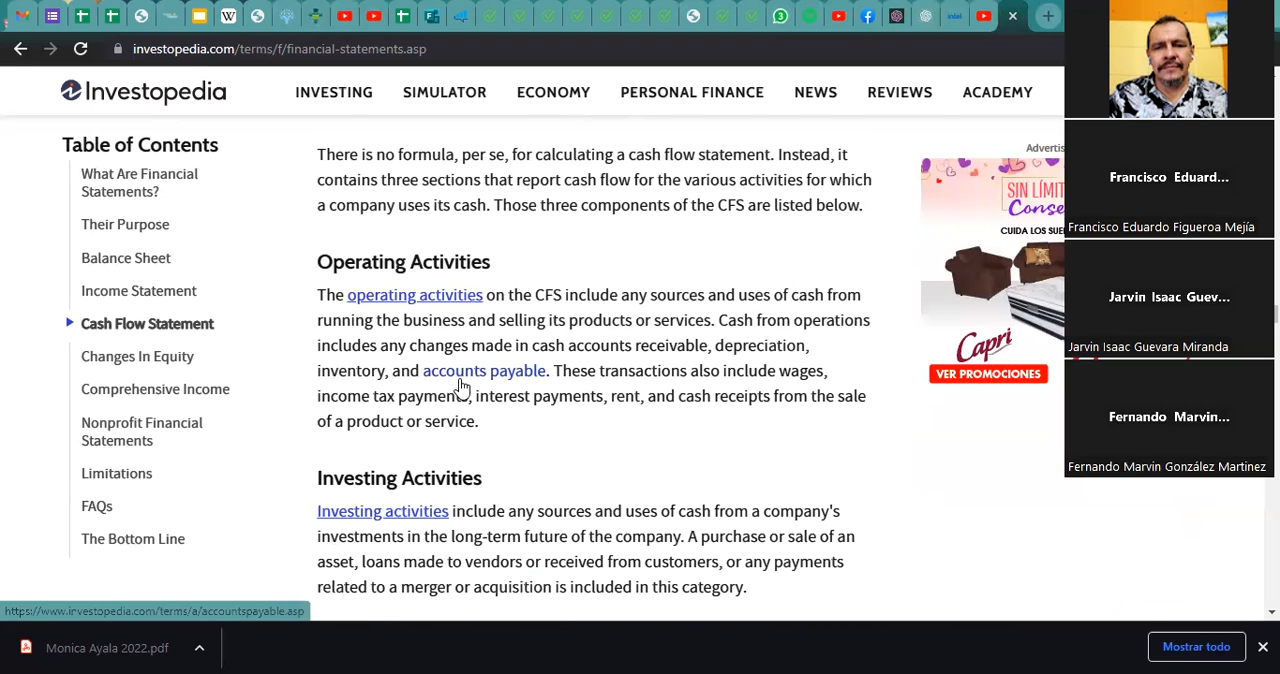 investopedia.com/terms/f/financial-statements.asp
Investopedia
INVESTING SIMULATOR ECONOMY PERSONAL FINANCE NEWS REVIEWS ACADEMY
Table of Contents
What Are Financial
Statements?
Their Purpose
Balance Sheet
Income Statement
Cash Flow Statement
Changes In Equity
Comprehensive Income
Nonprofit Financial
Statements
Limitations
FAQs
The Bottom Line
There is no formula, per se, for calculating a cash flow statement. Instead, it
contains three sections that report cash flow for the various activities for which
a company uses its cash. Those three components of the CFS are listed below.
Operating Activities
The operating activities on the CFS include any sources and uses of cash from
running the business and selling its products or services. Cash from operations
includes any changes made in cash accounts receivable, depreciation,
inventory, and accounts payable. These transactions also include wages,
income tax payments, interest payments, rent, and cash receipts from the sale
of a product or service.
Investing Activities
Investing activities include any sources and uses of cash from a company's
investments in the long-term future of the company. A purchase or sale of an
asset, loans made to vendors or received from customers, or any payments
related to a merger or acquisition is included in this category.
Advertis
SIN LÍMIT
Conse
CUIDA LOS SUE
Capri
VER PROMOCIONES
Francisco Eduard...
Francisco Eduardo Figueroa Mejía
Jarvin Isaac Guev...
Jarvin Isaac Guevara Miranda
Fernando Marvin...
Fernando Marvin González Martínez
https://www.investopedia.com/terms/a/accountspayable.asp
Monica Ayala 2022.pdf
Mostrar todo